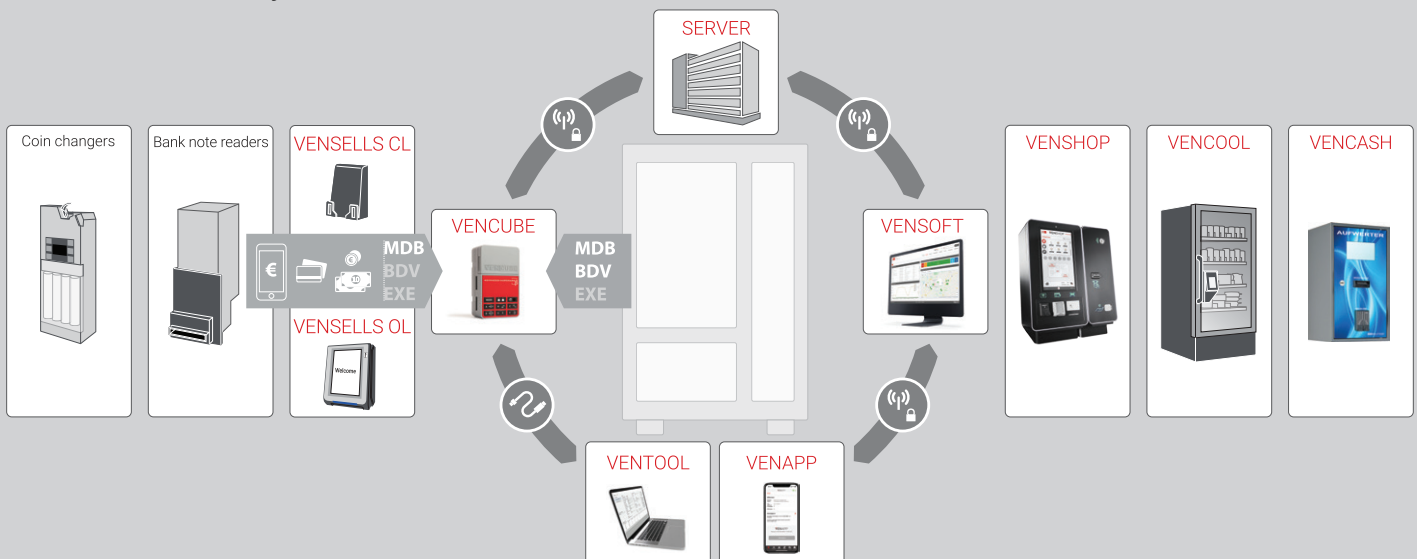 SERVER
Coin changers
Bank note readers
VENSELLS CL
VENSELLS OL
Welcome
€
MDB
BDV
EXE
VENCUBE
MDB
BDV
EXE
VENSOFT
VENTOOL
VENAPP
VENSHOP
VENCOOL
VENCASH
AUFWERTER